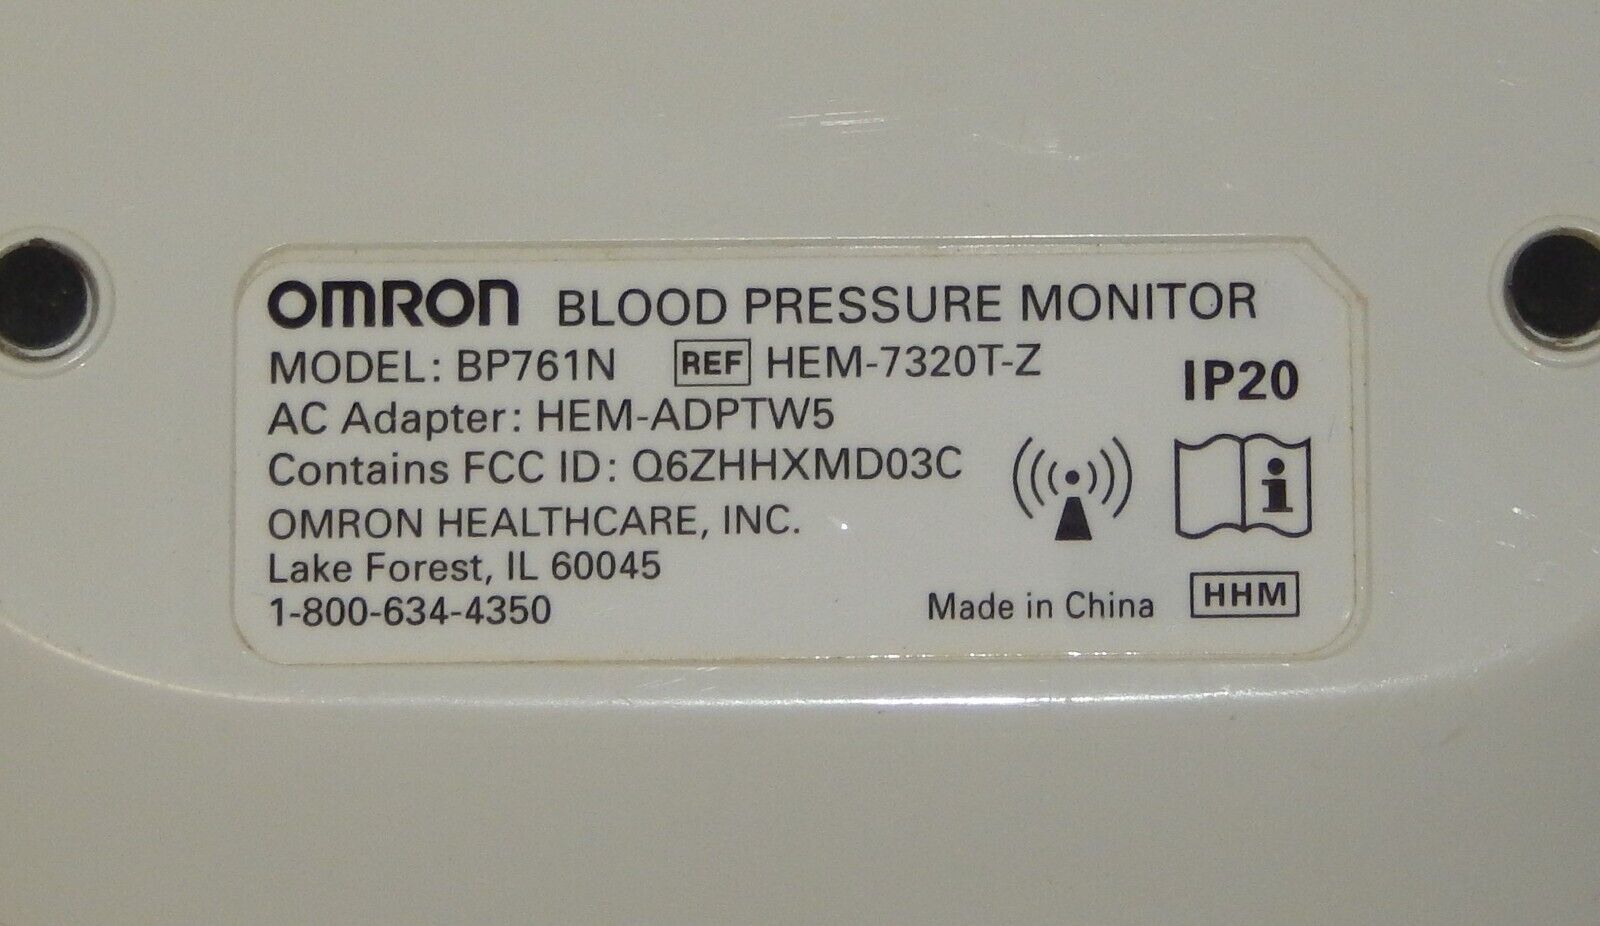 OMRON BLOOD PRESSURE MONITOR
MODEL: BP761N REF HEM-7320T-Z
IP20
AC Adapter: HEM-ADPTW5
Contains FCC ID: Q6ZHHXMD03C
OMRON HEALTHCARE, INC.
Lake Forest, IL 60045
1-800-634-4350
Made in China HHM